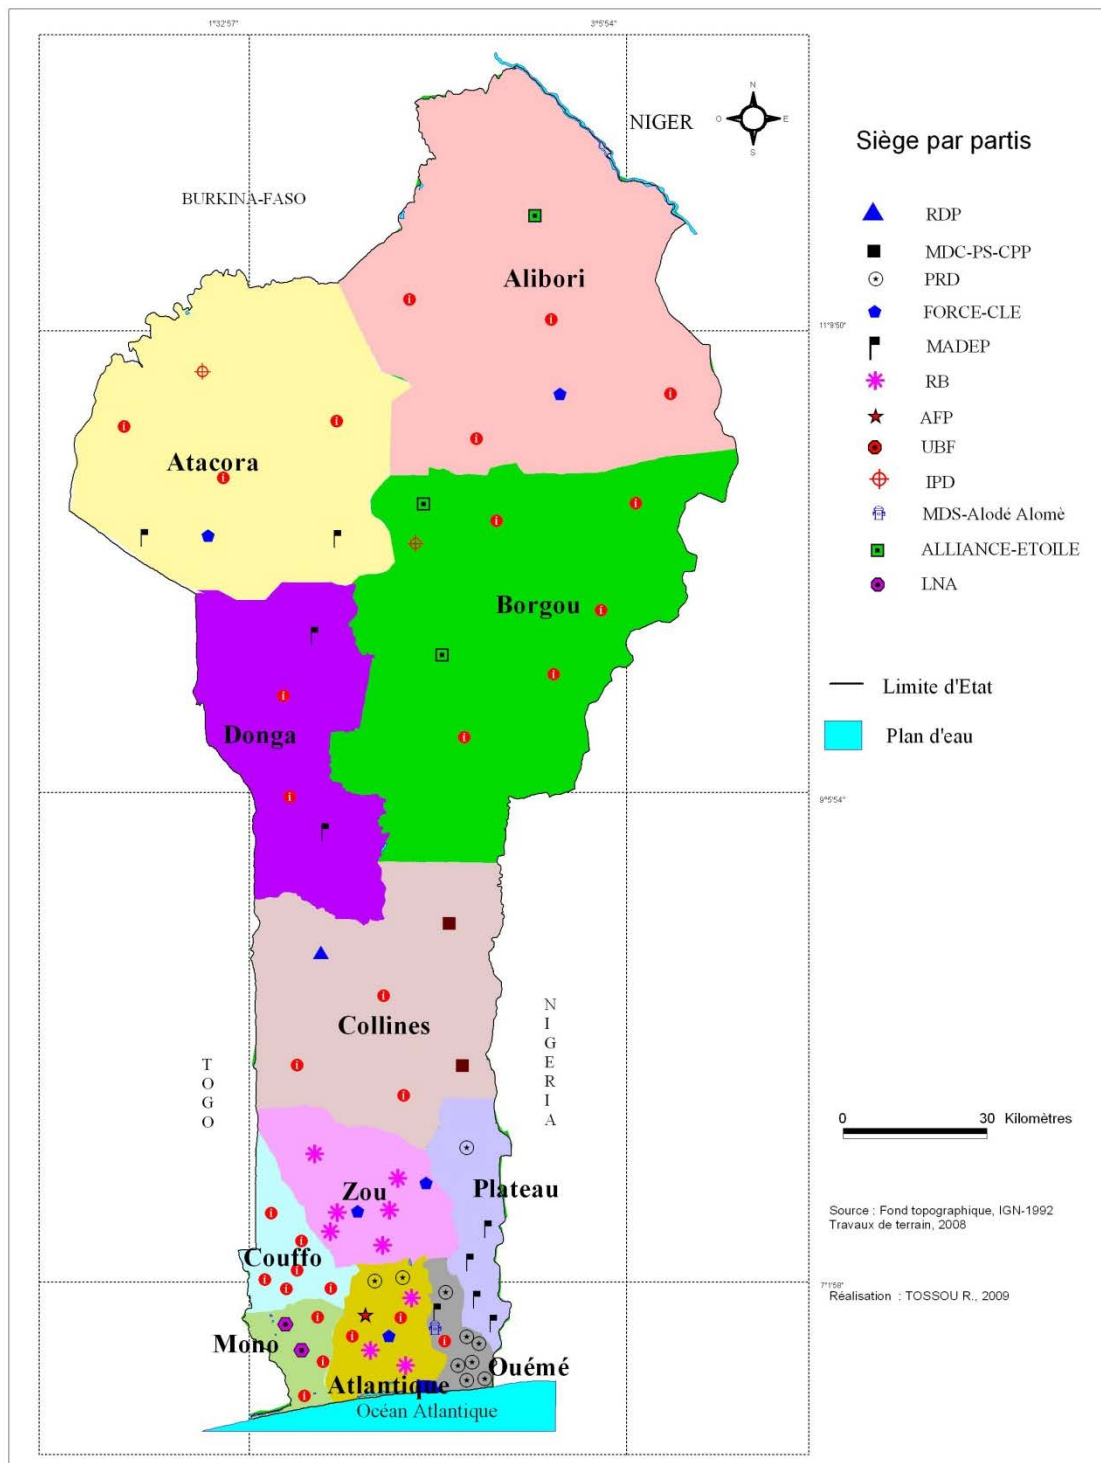 1°32'57"
3°5'54"
NIGER
N
O
E
S
Siège par partis
BURKINA-FASO
RDP
MDC-PS-CPP
PRD
Alibori
FORCE-CLE
11°9'50"
MADEP
RB
AFP
UBF
Atacora
IPD
MDS-Alodé Alomè
ALLIANCE-ETOILE
LNA
Borgou
Limite d'Etat
Donga
Plan d'eau
9°5'54"
Collines
NIGERIA
TOGO
0 30 Kilomètres
Zou
Plateau
Source : Fond topographique, IGN-1992
Travaux de terrain, 2008
Couffo
7°1'58"
Réalision : TOSSOU R., 2009
Mono
Ouémé
Atlantique
Océan Atlantique